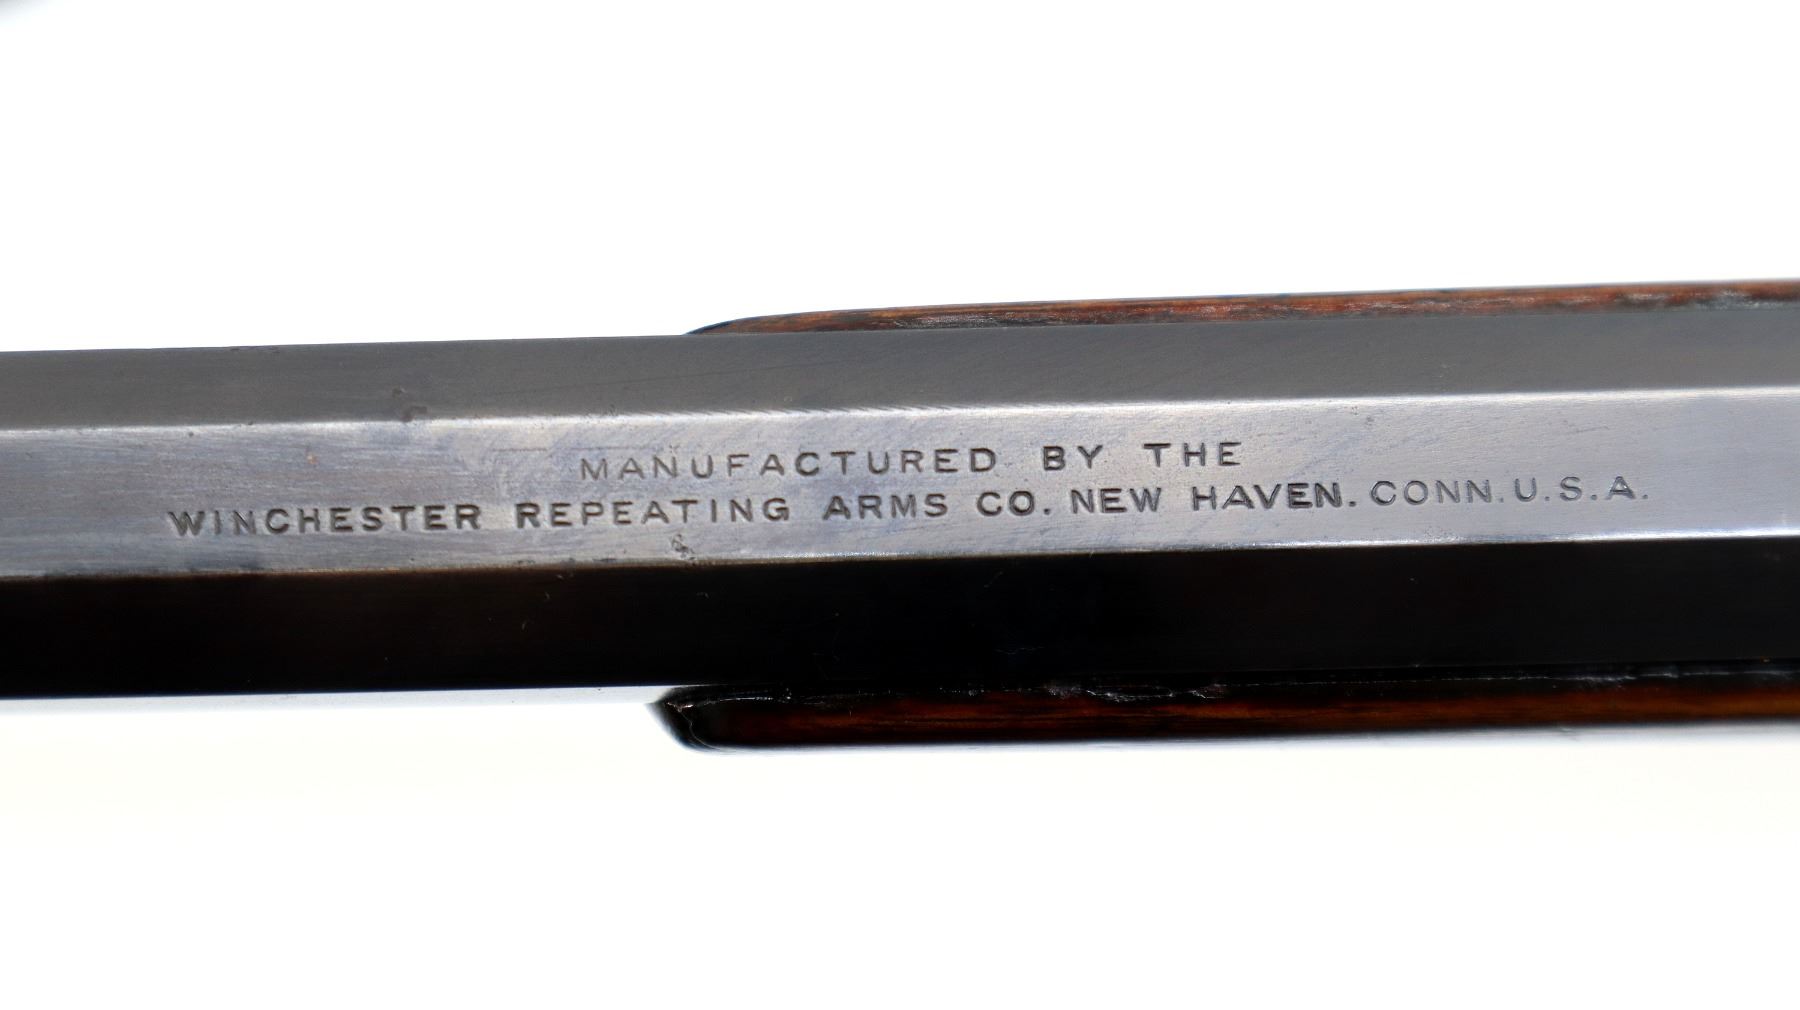 MANUFACTURED BY THE
WINCHESTER REPEATING ARMS CO. NEW HAVEN. CONN. U.S.A.